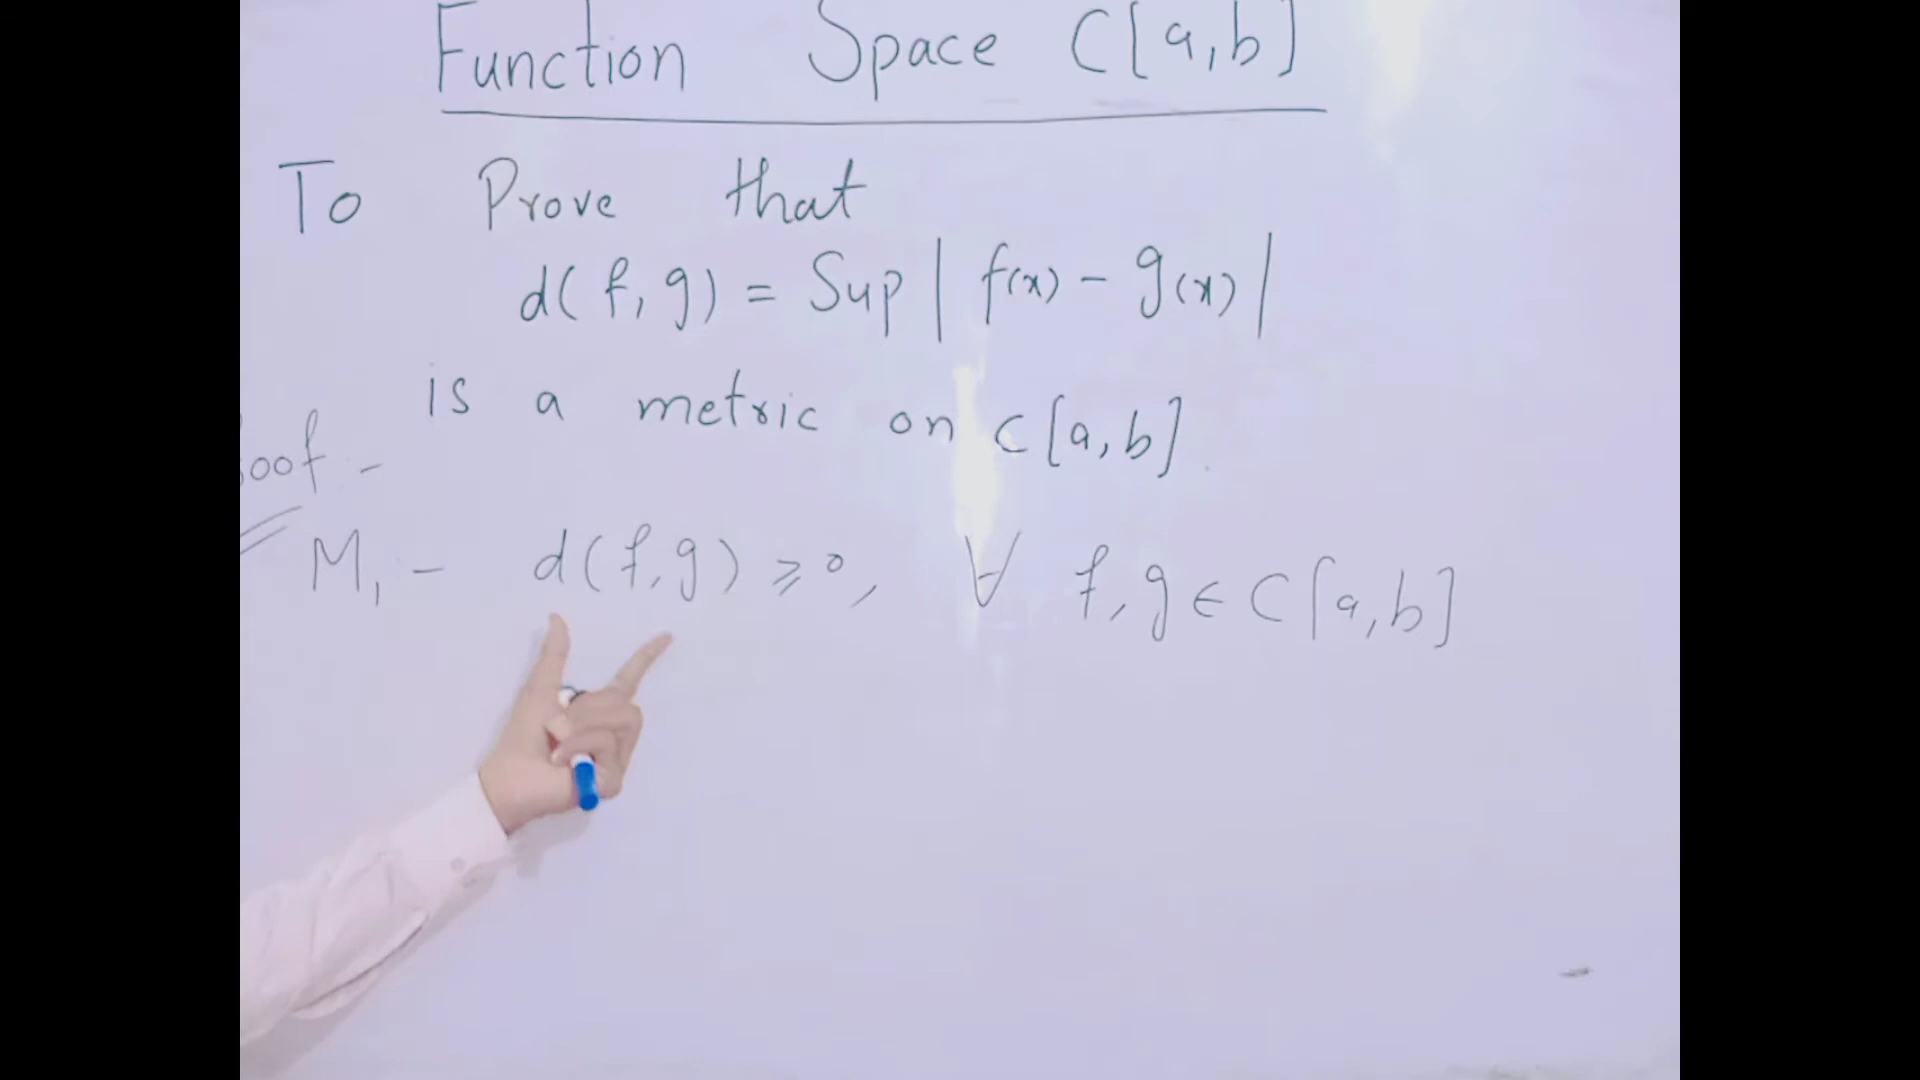 Function Space C[a,b]
To Prove that
d(f,g) = Sup | f(x) - g(x) |
is a metric on C[a,b]
oof -
M₁ - d(f,g) ⩾ 0, ∀ f,g ∈ C[a,b]